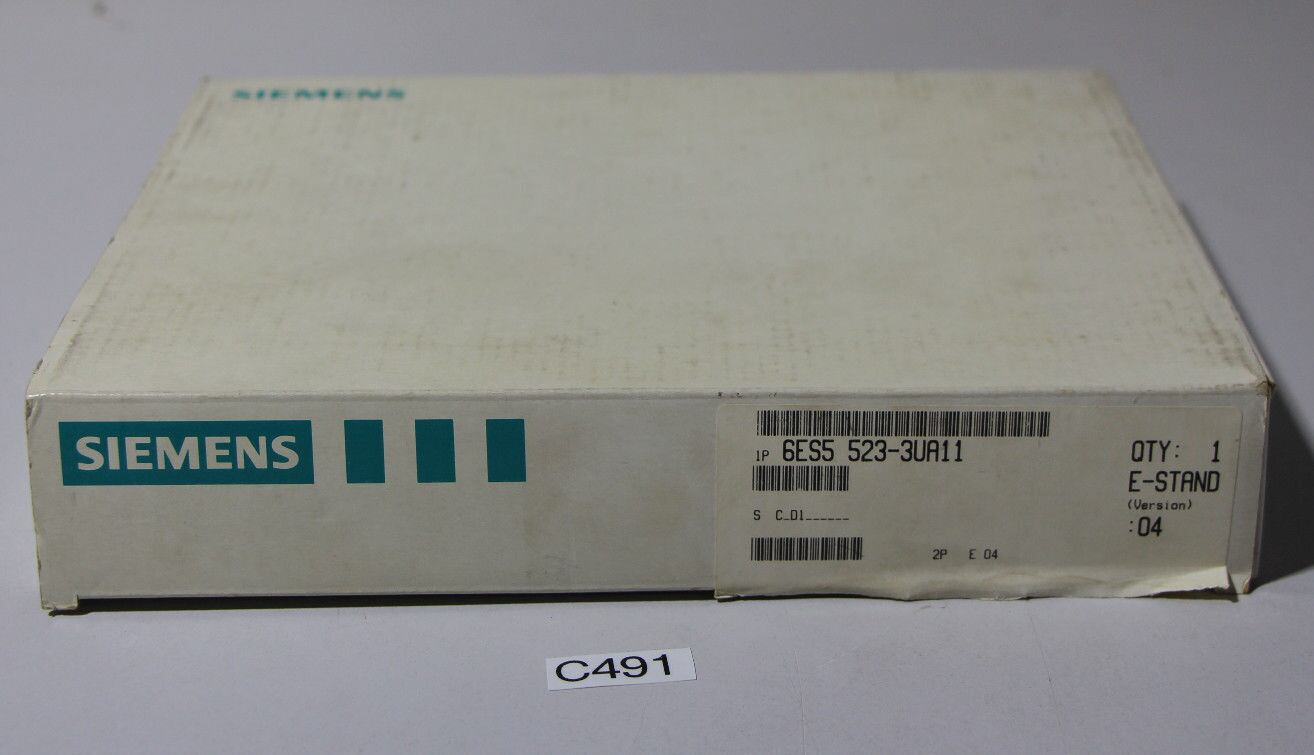 SIEMENS
SIEMENS
1P 6ES5 523-3UA11
QTY: 1
E-STAND
(Version)
:04
S C_D1______
2P E 04
C491